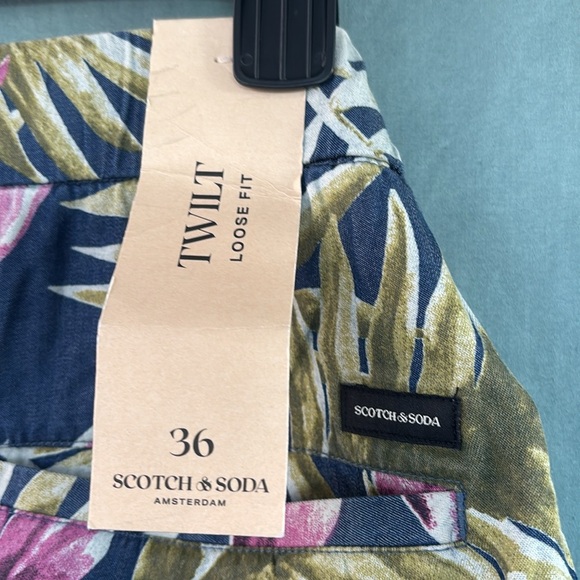 TWILT
LOOSE FIT
36
SCOTCH & SODA
AMSTERDAM
SCOTCH & SODA